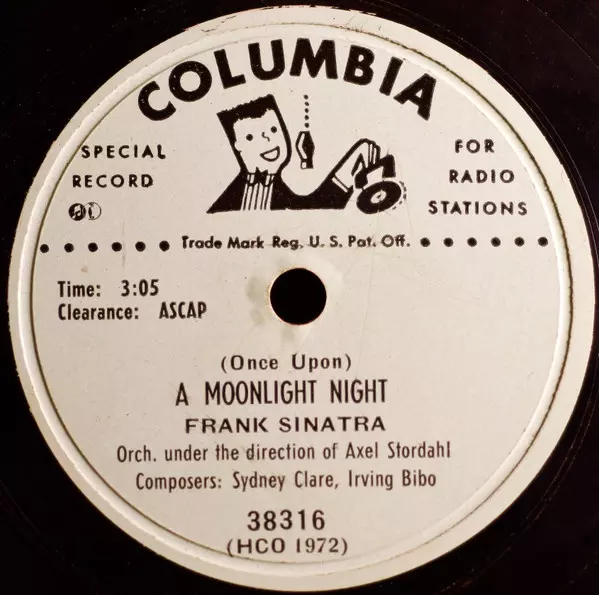 COLUMBIA
SPECIAL
RECORD
FOR
RADIO
STATIONS
Trade Mark Reg. U. S. Pat. Off.
Time: 3:05
Clearance: ASCAP
(Once Upon)
A MOONLIGHT NIGHT
FRANK SINATRA
Orch. under the direction of Axel Stordahl
Composers: Sydney Clare, Irving Bibo
38316
(HCO 1972)